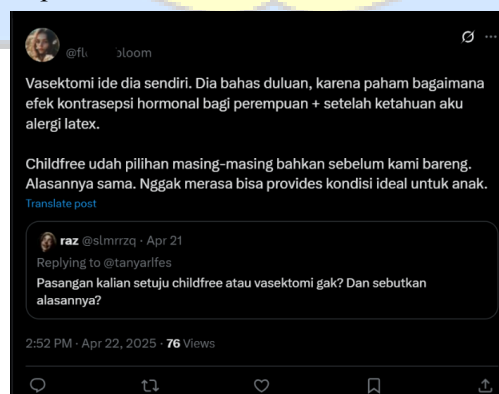 Vasektomi ide dia sendiri. Dia bahas duluan, karena paham bagaimana
efek kontrasepsi hormonal bagi perempuan + setelah ketahuan aku
alergi latex.
Childfree udah pilihan masing-masing bahkan sebelum kami bareng.
Alasannya sama. Nggak merasa bisa provides kondisi ideal untuk anak.
Translate post
raz @slmrrzq · Apr 21
Replying to @tanyarlfes
Pasangan kalian setuju childfree atau vasektomi gak? Dan sebutkan
alasannya?
2:52 PM · Apr 22, 2025 · 76 Views